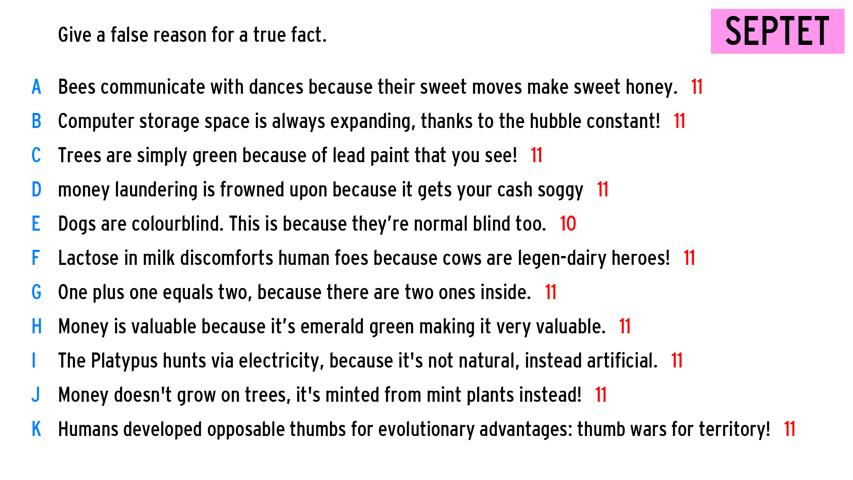 Give a false reason for a true fact.
SEPTET
A Bees communicate with dances because their sweet moves make sweet honey. 11
B Computer storage space is always expanding, thanks to the hubble constant! 11
C Trees are simply green because of lead paint that you see! 11
D money laundering is frowned upon because it gets your cash soggy 11
E Dogs are colourblind. This is because they're normal blind too. 10
F Lactose in milk discomforts human foes because cows are legen-dairy heroes! 11
G One plus one equals two, because there are two ones inside. 11
H Money is valuable because it's emerald green making it very valuable. 11
I The Platypus hunts via electricity, because it's not natural, instead artificial. 11
J Money doesn't grow on trees, it's minted from mint plants instead! 11
K Humans developed opposable thumbs for evolutionary advantages: thumb wars for territory! 11